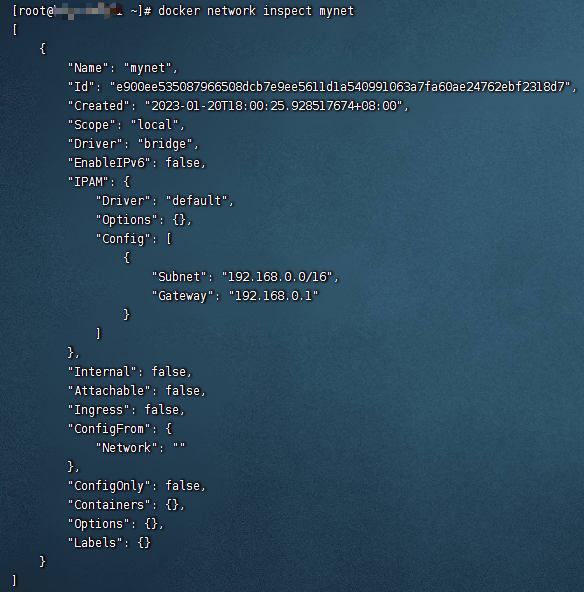 [root@ ~]# docker network inspect mynet
[
    {
        "Name": "mynet",
        "Id": "e900ee535087966508dcb7e9ee5611d1a540991063a7fa60ae24762ebf2318d7",
        "Created": "2023-01-20T18:00:25.928517674+08:00",
        "Scope": "local",
        "Driver": "bridge",
        "EnableIPv6": false,
        "IPAM": {
            "Driver": "default",
            "Options": {},
            "Config": [
                {
                    "Subnet": "192.168.0.0/16",
                    "Gateway": "192.168.0.1"
                }
            ]
        },
        "Internal": false,
        "Attachable": false,
        "Ingress": false,
        "ConfigFrom": {
            "Network": ""
        },
        "ConfigOnly": false,
        "Containers": {},
        "Options": {},
        "Labels": {}
    }
]